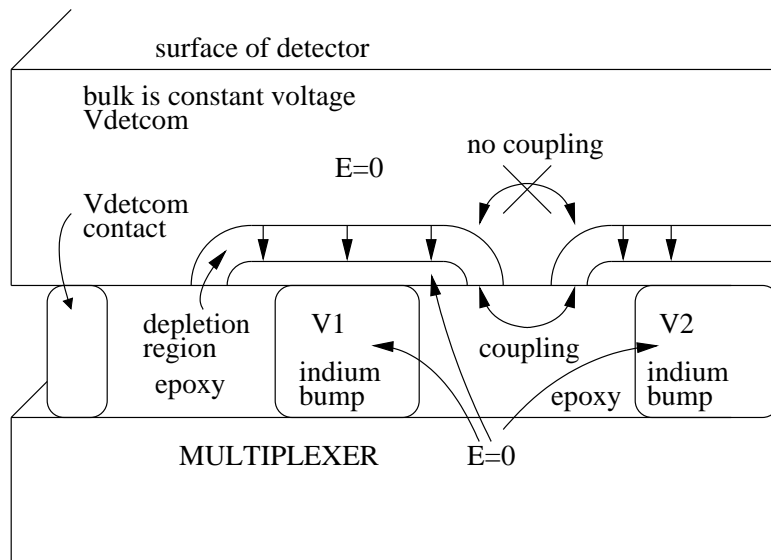 surface of detector
bulk is constant voltage
Vdetcom
no coupling
E=0
Vdetcom
contact
depletion
region
epoxy
V1
indium
bump
coupling
epoxy
V2
indium
bump
MULTIPLEXER
E=0